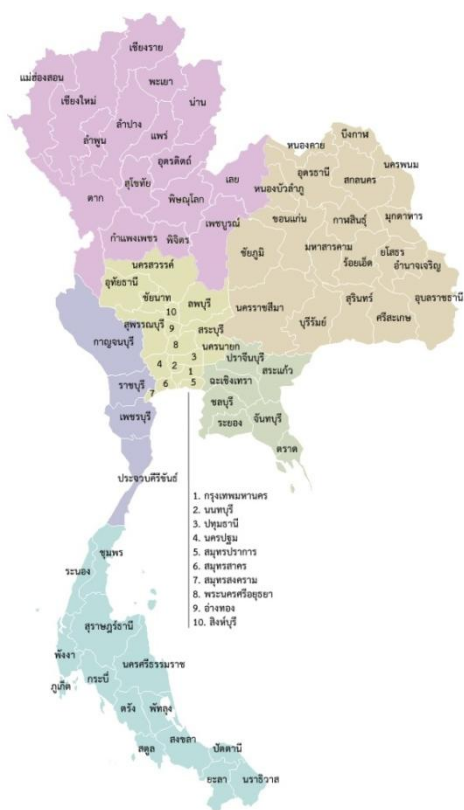 เชียงราย
แม่ฮ่องสอน
พะเยา
เชียงใหม่
น่าน
ลำปาง
ลำพูน
แพร่
อุตรดิตถ์
สุโขทัย
เลย
ตาก
พิษณุโลก
เพชรบูรณ์
กำแพงเพชร
พิจิตร
บึงกาฬ
หนองคาย
นครพนม
อุดรธานี
สกลนคร
หนองบัวลำภู
ขอนแก่น
กาฬสินธุ์
มุกดาหาร
ชัยภูมิ
มหาสารคาม
ยโสธร
ร้อยเอ็ด
อำนาจเจริญ
นครราชสีมา
สุรินทร์
อุบลราชธานี
บุรีรัมย์
ศรีสะเกษ
นครสวรรค์
อุทัยธานี
ชัยนาท
ลพบุรี
10
สุพรรณบุรี
9
สระบุรี
8
นครนายก
3
4
2
1
6
5
7
กาญจนบุรี
ราชบุรี
เพชรบุรี
ประจวบคีรีขันธ์
ปราจีนบุรี
สระแก้ว
ฉะเชิงเทรา
ชลบุรี
จันทบุรี
ระยอง
ตราด
1. กรุงเทพมหานคร
2. นนทบุรี
3. ปทุมธานี
4. นครปฐม
5. สมุทรปราการ
6. สมุทรสาคร
7. สมุทรสงคราม
8. พระนครศรีอยุธยา
9. อ่างทอง
10. สิงห์บุรี
ชุมพร
ระนอง
สุราษฎร์ธานี
พังงา
นครศรีธรรมราช
กระบี่
ภูเก็ต
ตรัง
พัทลุง
สงขลา
สตูล
ปัตตานี
ยะลา
นราธิวาส